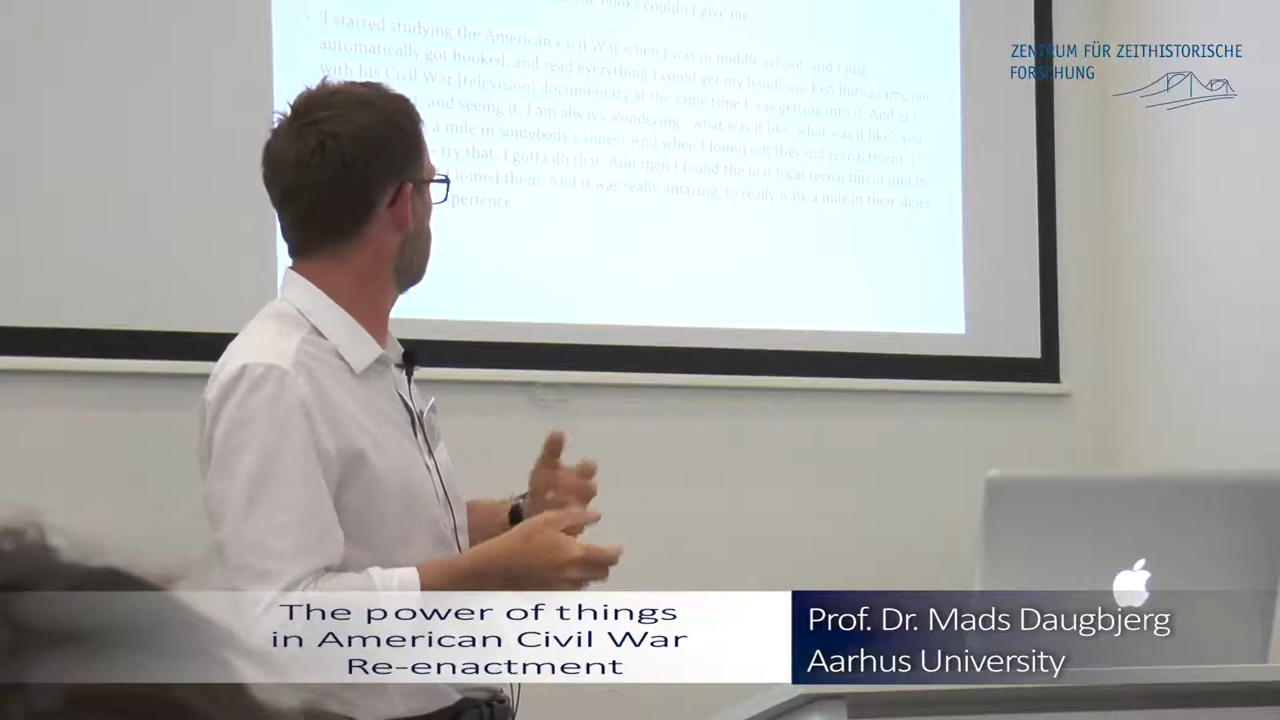 books couldn't give me
"I started studying the American Civil War when I was in middle school, and I just
automatically got hooked, and read everything I could get my hands on. Ken Burns came out
with his Civil War [television] documentary at the same time I was getting into it. And as I
and seeing it, I am always wondering, "what was it like, what was it like", you
a mile in somebody's shoes? And when I found out they did reenactment, I
try that, I gotta do that. And then I found the first local reenactment unit in
joined them. And it was really amazing, to really walk a mile in their shoes
ZENTRUM FÜR ZEITHISTORISCHE
FORSCHUNG
The power of things
in American Civil War
Re-enactment
Prof. Dr. Mads Daugbjerg
Aarhus University